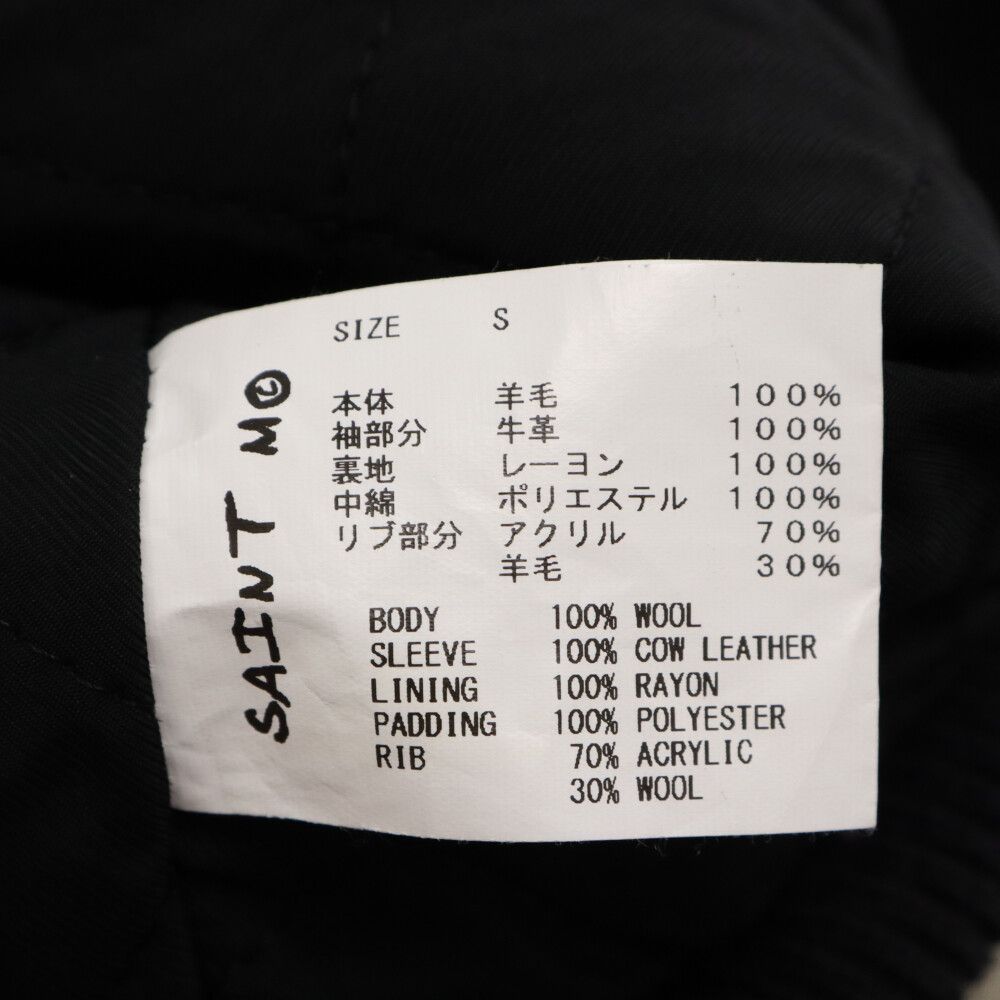 SAINT M©
SIZE S
本体 羊毛 100%
袖部分 牛革 100%
裏地 レーヨン 100%
中綿 ポリエステル 100%
リブ部分 アクリル 70%
羊毛 30%
BODY 100% WOOL
SLEEVE 100% COW LEATHER
LINING 100% RAYON
PADDING 100% POLYESTER
RIB 70% ACRYLIC
30% WOOL